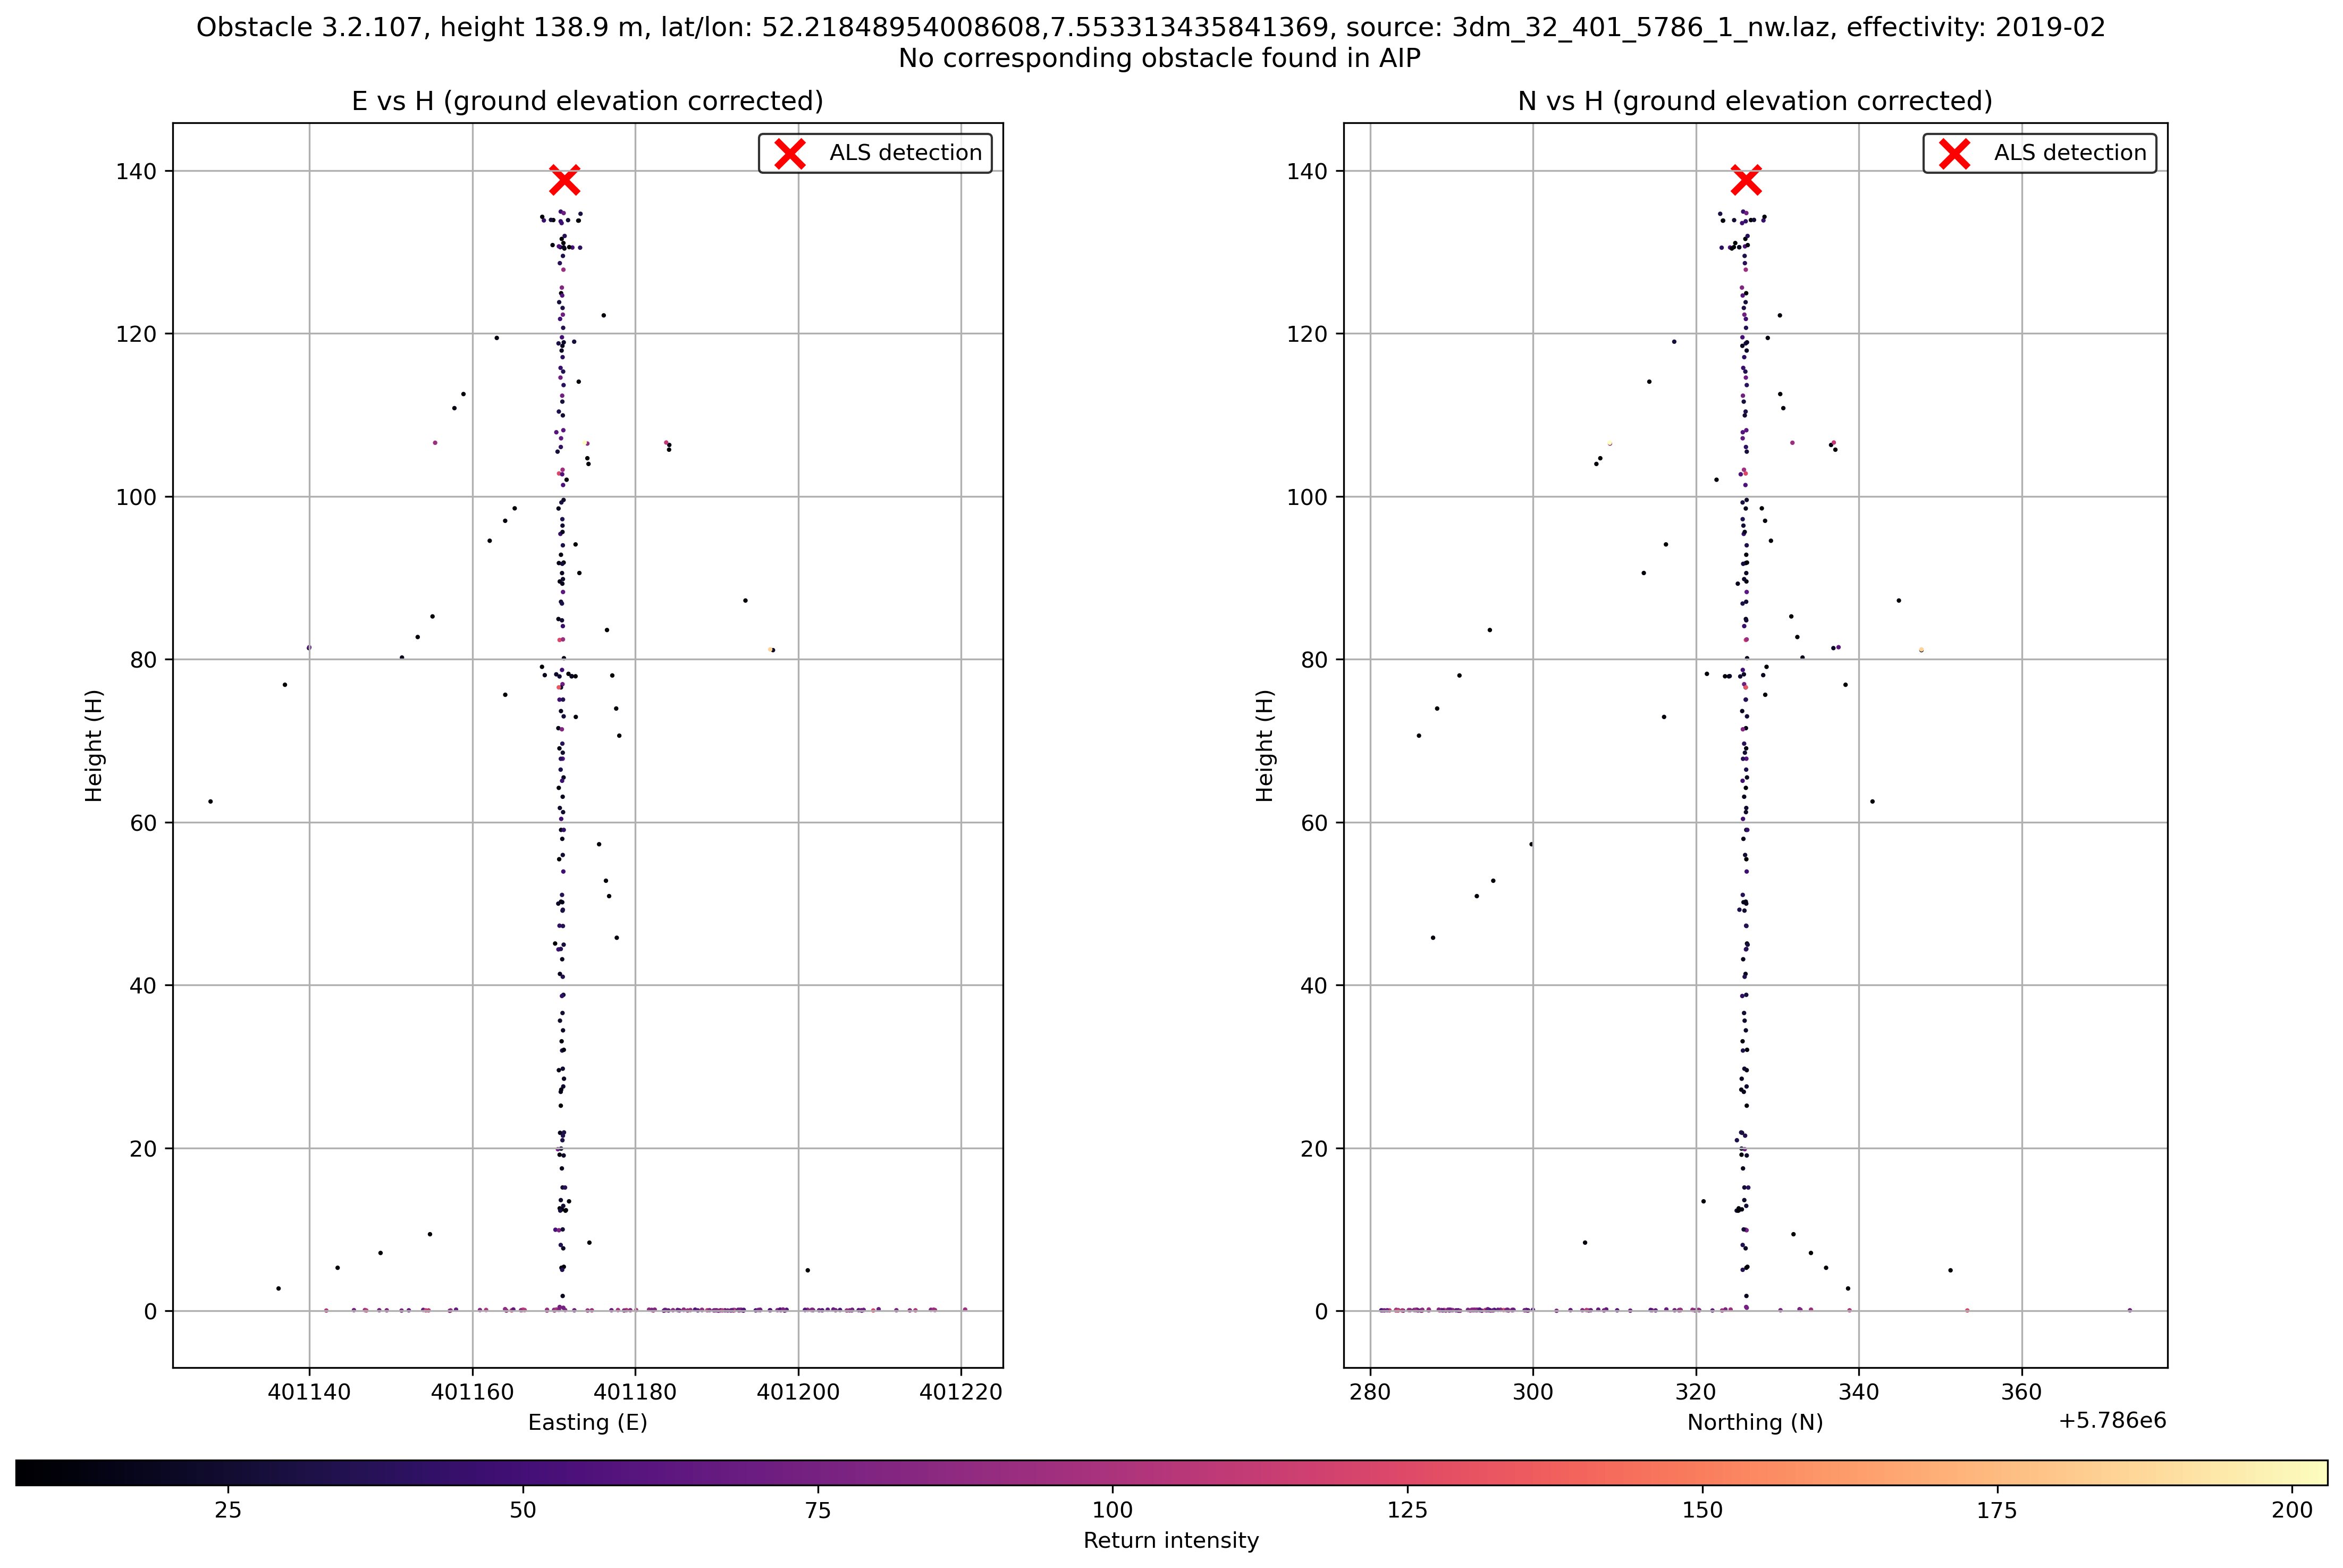 Obstacle 3.2.107, height 138.9 m, lat/lon: 52.21848954008608,7.553313435841369, source: 3dm_32_401_5786_1_nw.laz, effectivity: 2019-02
No corresponding obstacle found in AIP
E vs H (ground elevation corrected)
ALS detection
140
120
100
80
60
40
20
0
Height (H)
401140 401160 401180 401200 401220
Easting (E)
N vs H (ground elevation corrected)
ALS detection
140
120
100
80
60
40
20
0
Height (H)
280 300 320 340 360
+5.786e6
Northing (N)
25 50 75 100 125 150 175 200
Return intensity